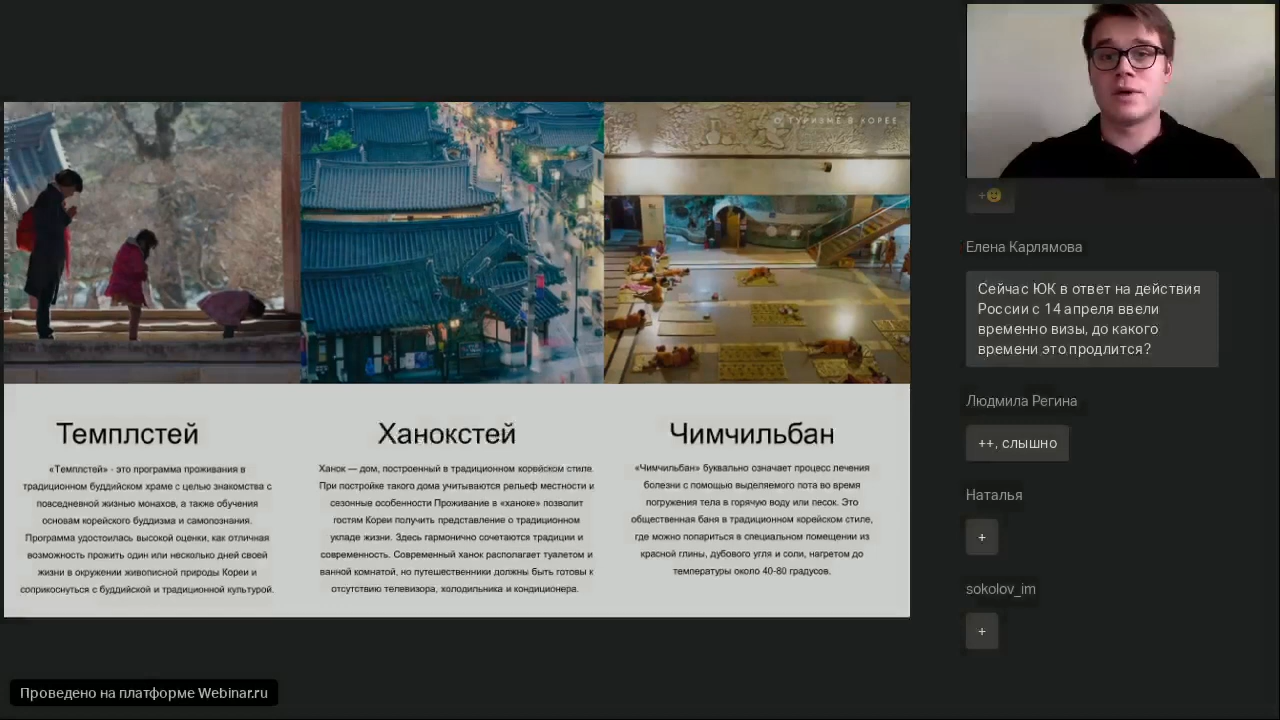 О ТУРИЗМЕ В КОРЕЕ
Темплстей
«Темплстей» - это программа проживания в
традиционном буддийском храме с целью знакомства с
повседневной жизнью монахов, а также обучения
основам корейского буддизма и самопознания.
Программа удостоилась высокой оценки, как отличная
возможность прожить один или несколько дней своей
жизни в окружении живописной природы Кореи и
соприкоснуться с буддийской и традиционной культурой.
Ханокстей
Ханок — дом, построенный в традиционном корейском стиле.
При постройке такого дома учитываются рельеф местности и
сезонные особенности Проживание в «ханоке» позволит
гостям Кореи получить представление о традиционном
укладе жизни. Здесь гармонично сочетаются традиции и
современность. Современный ханок располагает туалетом и
ванной комнатой, но путешественники должны быть готовы к
отсутствию телевизора, холодильника и кондиционера.
Чимчильбан
«Чимчильбан» буквально означает процесс лечения
болезни с помощью выделяемого пота во время
погружения тела в горячую воду или песок. Это
общественная баня в традиционном корейском стиле,
где можно попариться в специальном помещении из
красной глины, дубового угля и соли, нагретом до
температуры около 40-80 градусов.
+🙂
Елена Карлямова
Сейчас ЮК в ответ на действия
России с 14 апреля ввели
временно визы, до какого
времени это продлится?
Людмила Регина
++, слышно
Наталья
+
sokolov_im
+
Проведено на платформе Webinar.ru